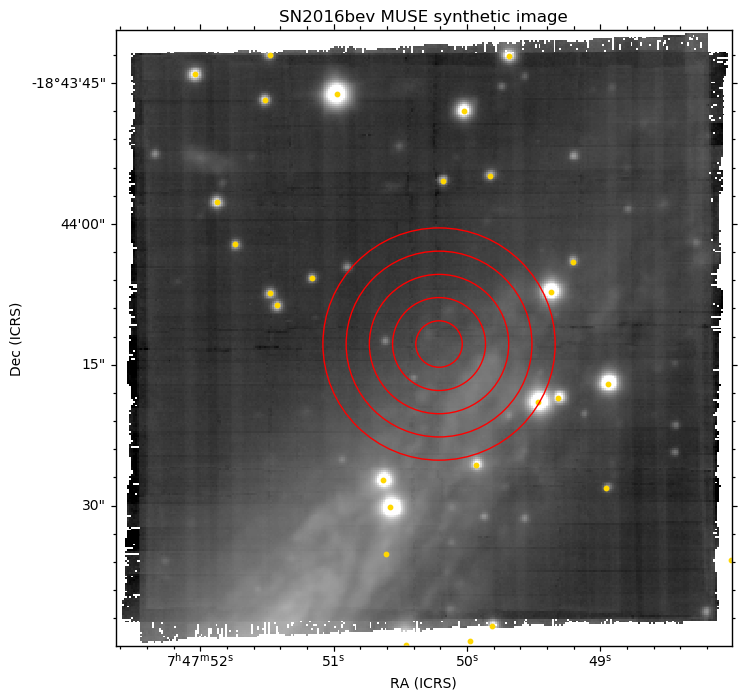 SN2016bev MUSE synthetic image
-18°43'45"
44'00"
15"
30"
Dec (ICRS)
7ʰ47ᵐ52ˢ
51ˢ
50ˢ
49ˢ
RA (ICRS)